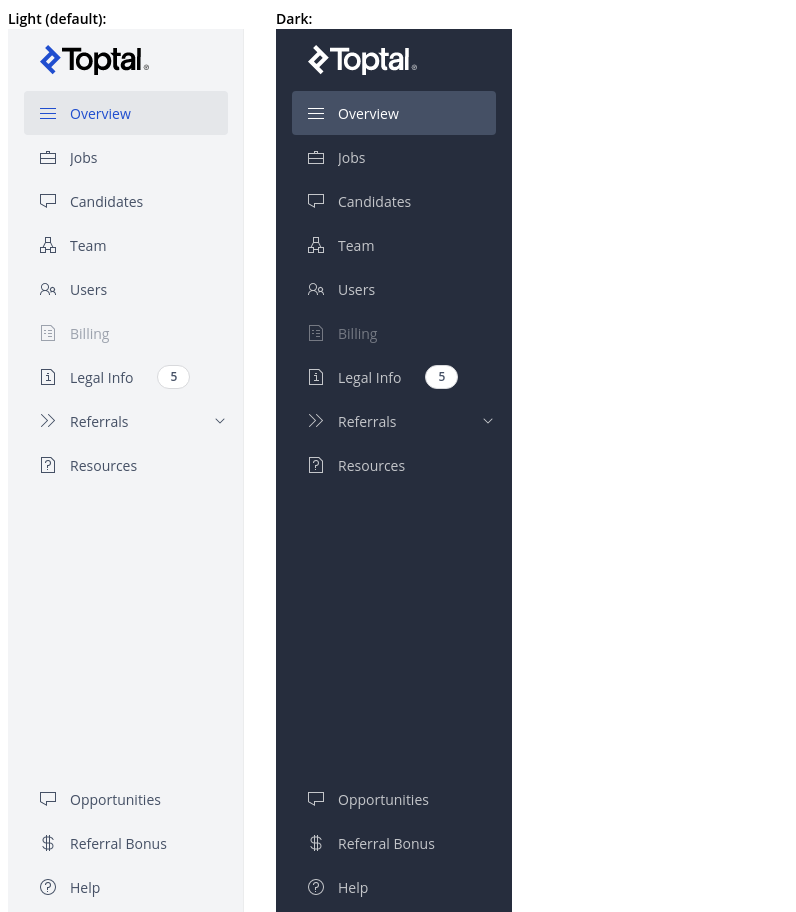 Light (default):
Toptal®
Overview
Jobs
Candidates
Team
Users
Billing
Legal Info 5
Referrals
Resources
Opportunities
Referral Bonus
Help
Dark:
Toptal®
Overview
Jobs
Candidates
Team
Users
Billing
Legal Info 5
Referrals
Resources
Opportunities
Referral Bonus
Help